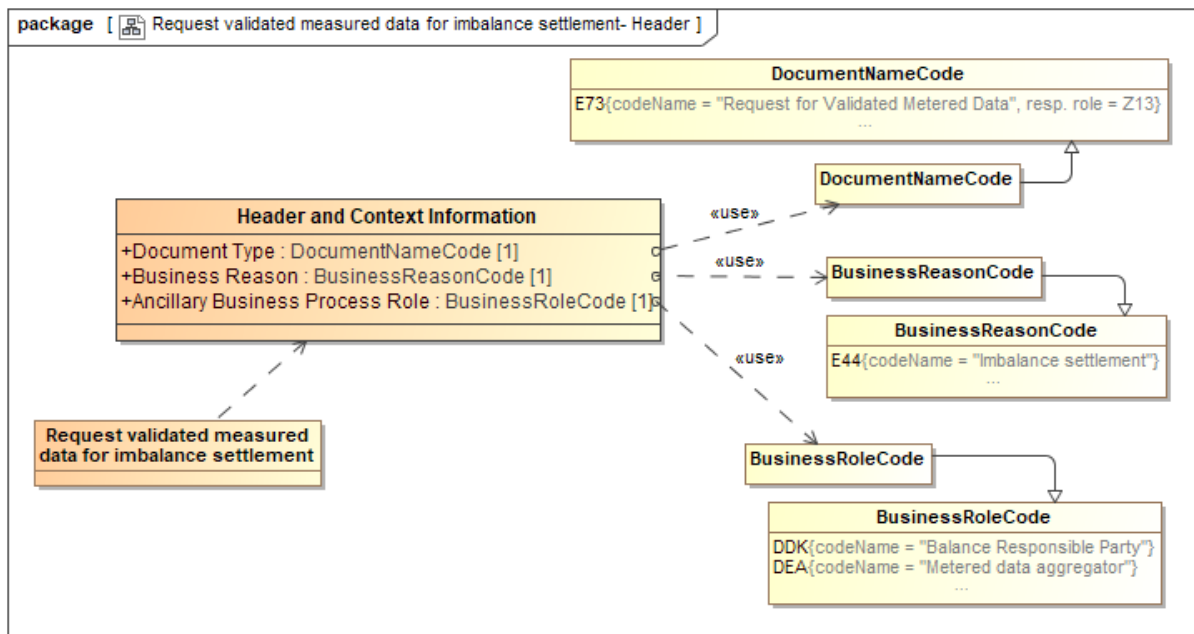 package [ Request validated measured data for imbalance settlement- Header ]
DocumentNameCode
E73{codeName = "Request for Validated Metered Data", resp. role = Z13}
...
DocumentNameCode
«use»
Header and Context Information
+Document Type : DocumentNameCode [1]
+Business Reason : BusinessReasonCode [1]
+Ancillary Business Process Role : BusinessRoleCode [1]
«use»
BusinessReasonCode
BusinessReasonCode
E44{codeName = "Imbalance settlement"}
...
«use»
Request validated measured
data for imbalance settlement
BusinessRoleCode
BusinessRoleCode
DDK{codeName = "Balance Responsible Party"}
DEA{codeName = "Metered data aggregator"}
...